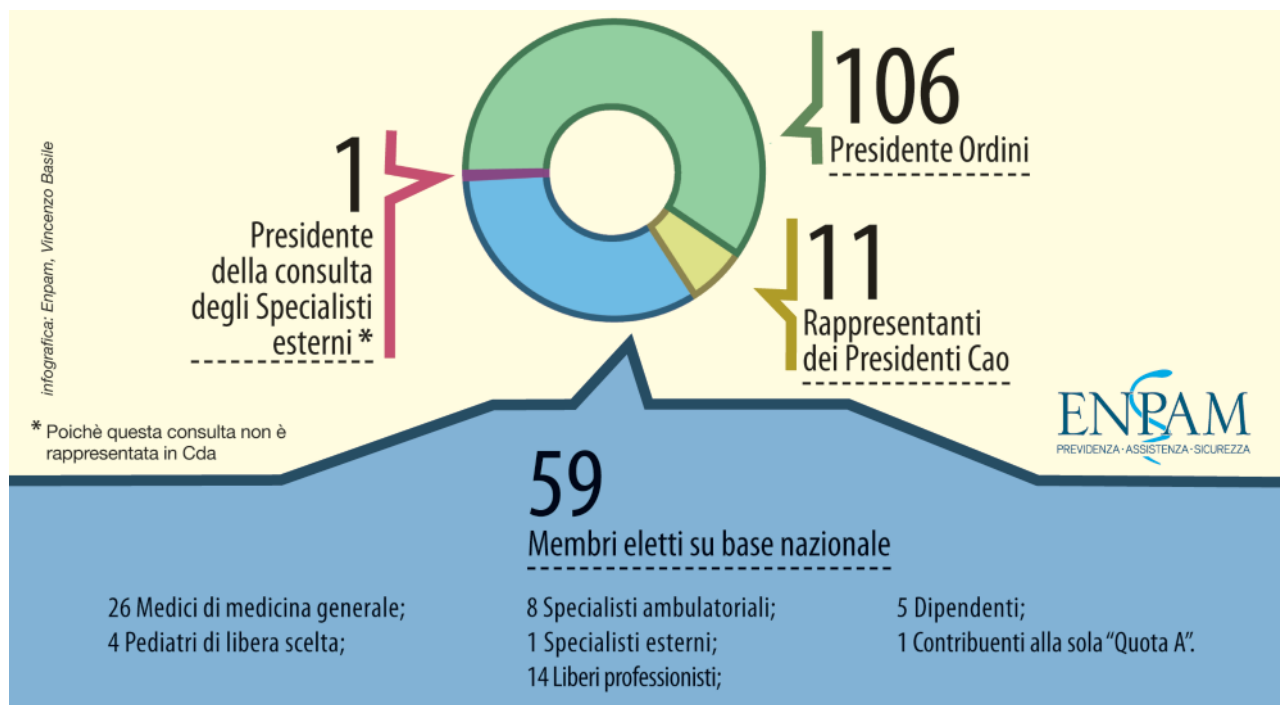 106
Presidente Ordini
1
Presidente
della consulta
degli Specialisti
esterni *
11
Rappresentanti
dei Presidenti Cao
infografica: Enpam, Vincenzo Basile
* Poichè questa consulta non è
rappresentata in Cda
ENPAM
PREVIDENZA·ASSISTENZA·SICUREZZA
59
Membri eletti su base nazionale
26 Medici di medicina generale;
4 Pediatri di libera scelta;
8 Specialisti ambulatoriali;
1 Specialisti esterni;
14 Liberi professionisti;
5 Dipendenti;
1 Contribuenti alla sola “Quota A”.